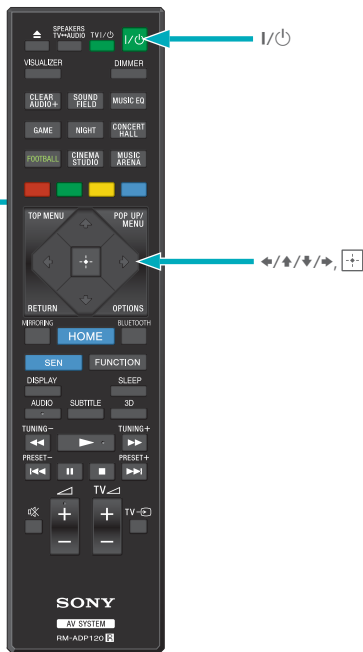 SPEAKERS
TV↔AUDIO TV I/⏻ I/⏻ I/⏻
VISUALIZER DIMMER
CLEAR AUDIO+ SOUND FIELD MUSIC EQ
GAME NIGHT CONCERT HALL
FOOTBALL CINEMA STUDIO MUSIC ARENA
TOP MENU POP UP/MENU
←/↑/↓/→,
RETURN OPTIONS
MIRRORING HOME BLUETOOTH
SEN FUNCTION
DISPLAY SLEEP
AUDIO SUBTITLE 3D
TUNING− TUNING+
PRESET− PRESET+
TV
+ + TV
− −
SONY
AV SYSTEM
RM-ADP120 R